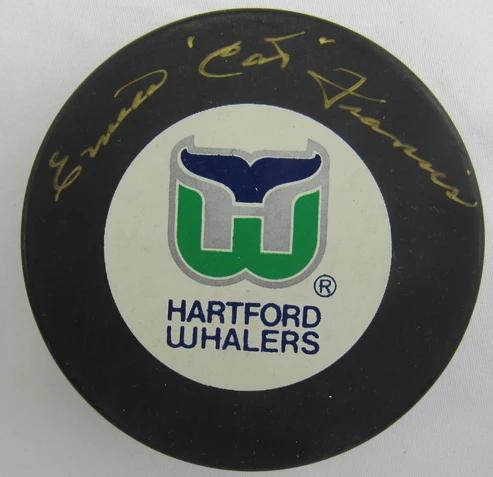 Emile "Cat" Francis
HARTFORD
WHALERS
®